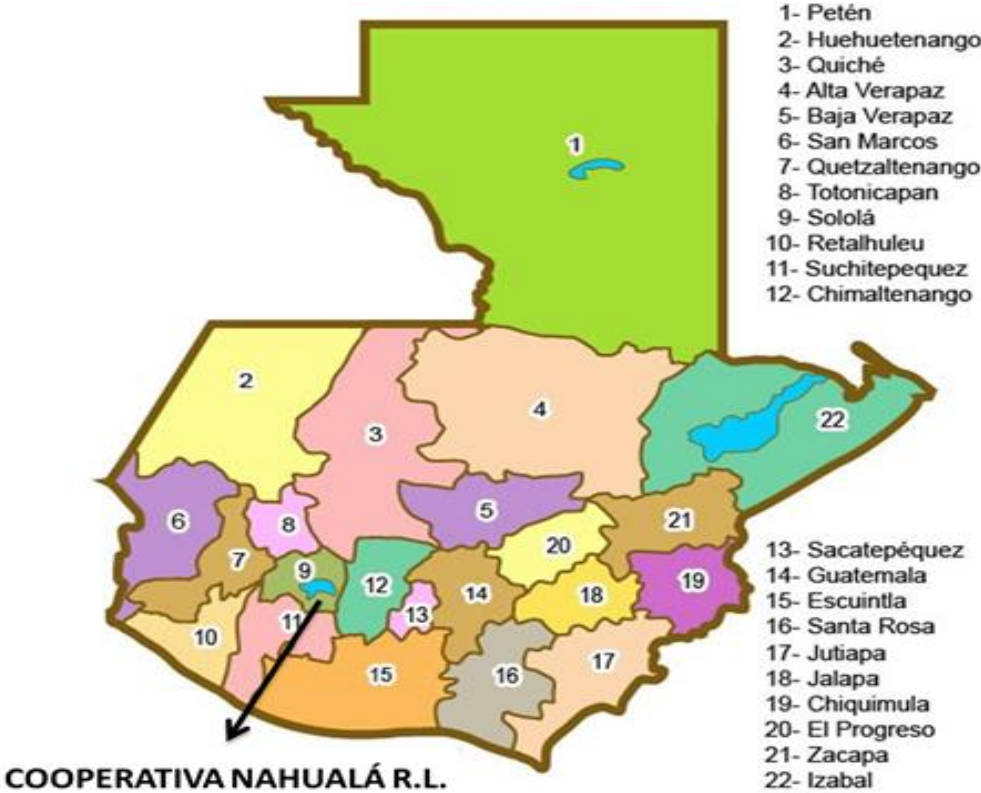 1- Petén
2- Huehuetenango
3- Quiché
4- Alta Verapaz
5- Baja Verapaz
6- San Marcos
7- Quetzaltenango
8- Totonicapan
9- Sololá
10- Retalhuleu
11- Suchitepequez
12- Chimaltenango
1
2
3
4
22
6
5
21
8
7
20
9
12
14
19
18
13
11
10
17
16
15
13- Sacatepéquez
14- Guatemala
15- Escuintla
16- Santa Rosa
17- Jutiapa
18- Jalapa
19- Chiquimula
20- El Progreso
21- Zacapa
22- Izabal
COOPERATIVA NAHUALÁ R.L.